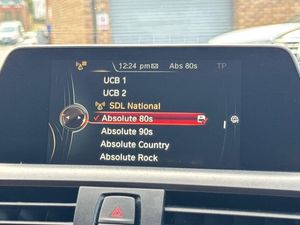 12:24 pm Abs 80s TP
UCB 1
UCB 2
SDL National
Absolute 80s
Absolute 90s
Absolute Country
Absolute Rock